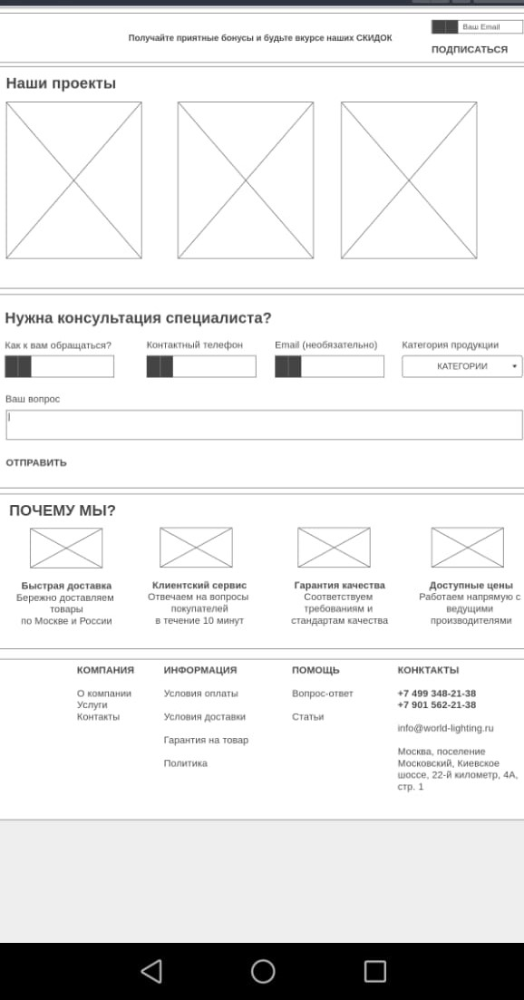 Получайте приятные бонусы и будьте вкурсе наших СКИДОК
Ваш Email
ПОДПИСАТЬСЯ
Наши проекты
Нужна консультация специалиста?
Как к вам обращаться?
Контактный телефон
Email (необязательно)
Категория продукции
КАТЕГОРИИ
Ваш вопрос
ОТПРАВИТЬ
ПОЧЕМУ МЫ?
Быстрая доставка
Бережно доставляем
товары
по Москве и России
Клиентский сервис
Отвечаем на вопросы
покупателей
в течение 10 минут
Гарантия качества
Соответствуем
требованиям и
стандартам качества
Доступные цены
Работаем напрямую с
ведущими
производителями
КОМПАНИЯ
О компании
Услуги
Контакты
ИНФОРМАЦИЯ
Условия оплаты
Условия доставки
Гарантия на товар
Политика
ПОМОЩЬ
Вопрос-ответ
Статьи
КОНКТАКТЫ
+7 499 348-21-38
+7 901 562-21-38
info@world-lighting.ru
Москва, поселение
Московский, Киевское
шоссе, 22-й километр, 4А,
стр. 1